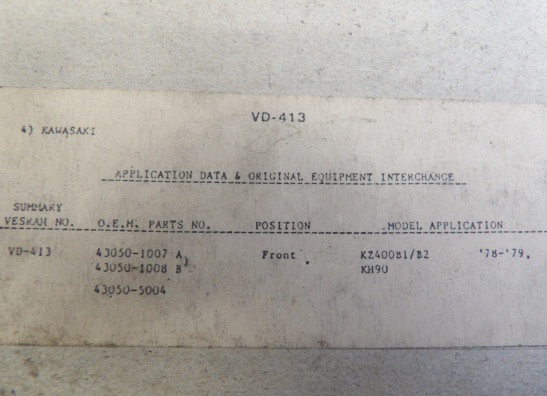 VD-413
4) KAWASAKI
APPLICATION DATA & ORIGINAL EQUIPMENT INTERCHANGE
SUMMARY
VESRAH NO. O.E.M. PARTS NO. POSITION MODEL APPLICATION
VD-413 43050-1007 A) Front KZ400B1/B2 '78-'79,
43050-1008 B KH90
43050-5004